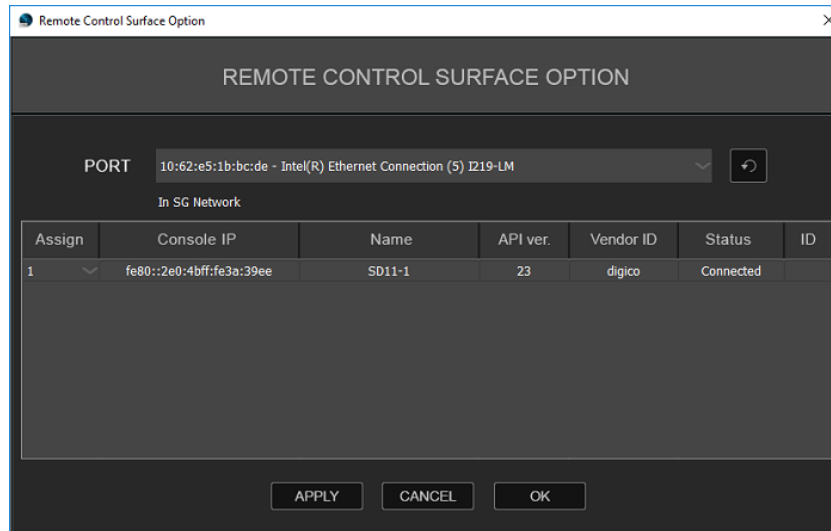 Remote Control Surface Option
REMOTE CONTROL SURFACE OPTION
PORT 10:62:e5:1b:bc:de - Intel(R) Ethernet Connection (5) I219-LM
In SG Network
Assign Console IP Name API ver. Vendor ID Status ID
1 fe80::2e0:4bff:fe3a:39ee SD11-1 23 digico Connected
APPLY CANCEL OK